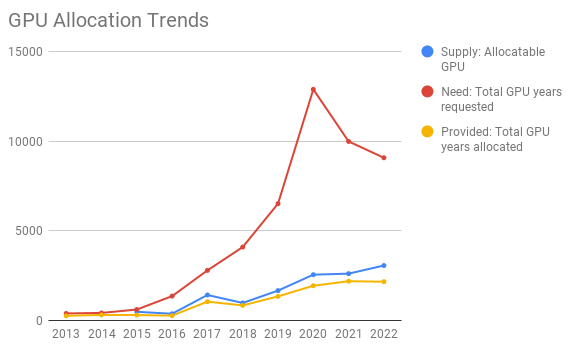 GPU Allocation Trends
15000
10000
5000
0
2013 2014 2015 2016 2017 2018 2019 2020 2021 2022
Supply: Allocatable
GPU
Need: Total GPU years
requested
Provided: Total GPU
years allocated